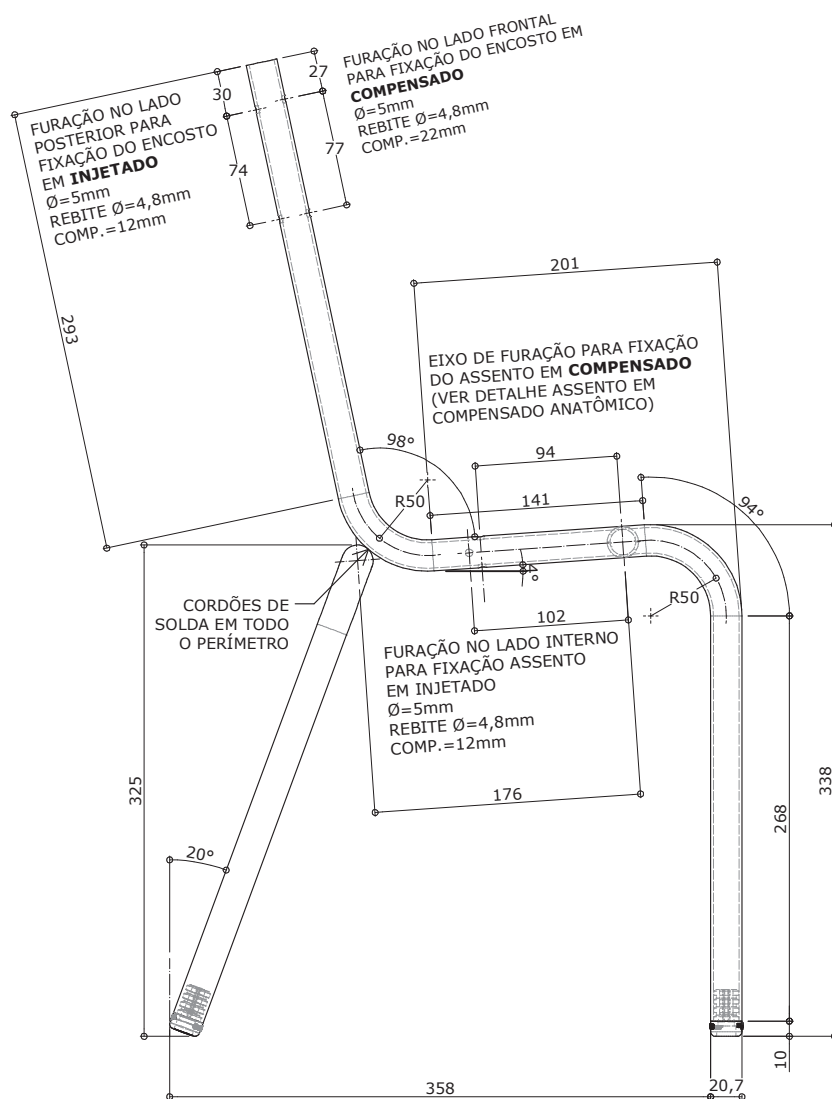 FURAÇÃO NO LADO FRONTAL
PARA FIXAÇÃO DO ENCOSTO EM
COMPENSADO
Ø=5mm
REBITE Ø=4,8mm
COMP.=22mm
27
30
77
74
FURAÇÃO NO LADO
POSTERIOR PARA
FIXAÇÃO DO ENCOSTO
EM INJETADO
Ø=5mm
REBITE Ø=4,8mm
COMP.=12mm
293
201
EIXO DE FURAÇÃO PARA FIXAÇÃO
DO ASSENTO EM COMPENSADO
(VER DETALHE ASSENTO EM
COMPENSADO ANATÔMICO)
98°
94
R50
141
94°
R50
CORDÕES DE
SOLDA EM TODO
O PERÍMETRO
102
FURAÇÃO NO LADO INTERNO
PARA FIXAÇÃO ASSENTO
EM INJETADO
Ø=5mm
REBITE Ø=4,8mm
COMP.=12mm
176
325
20°
268
338
10
358
20,7